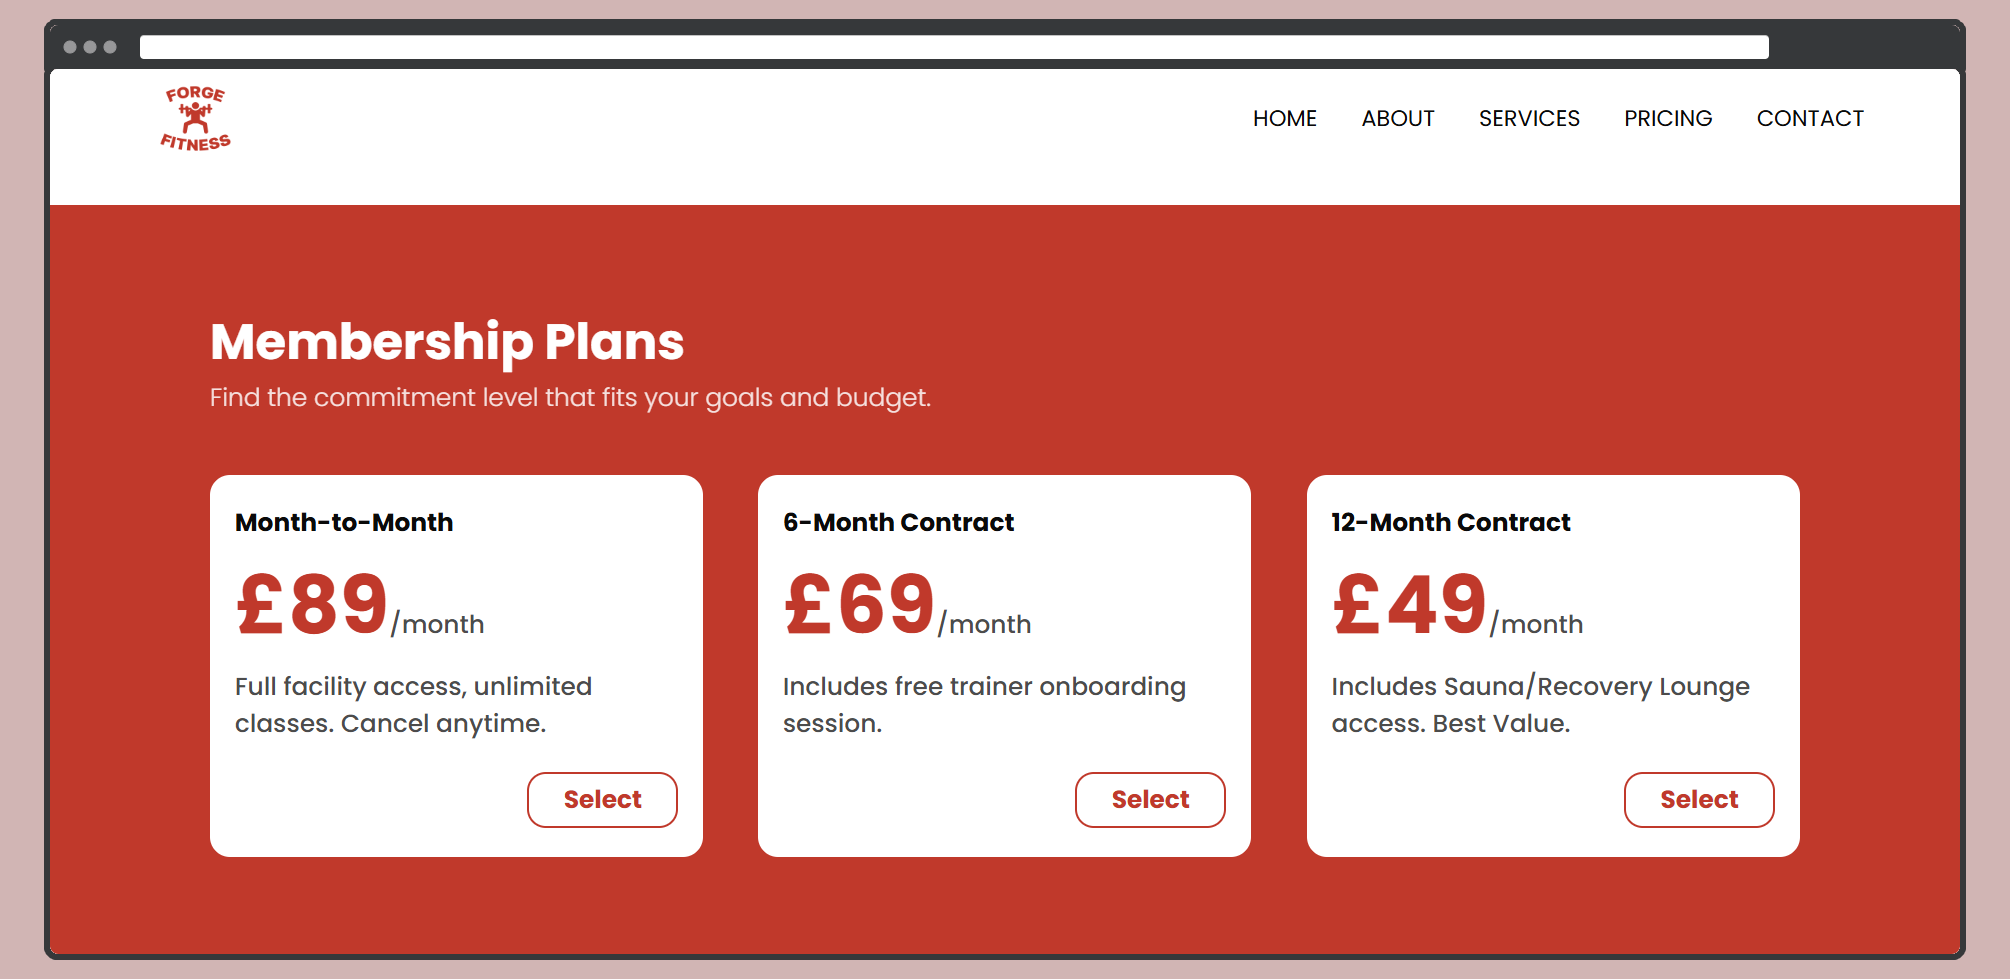 FORGE
FITNESS
HOME ABOUT SERVICES PRICING CONTACT
Membership Plans
Find the commitment level that fits your goals and budget.
Month-to-Month
£89/month
Full facility access, unlimited
classes. Cancel anytime.
Select
6-Month Contract
£69/month
Includes free trainer onboarding
session.
Select
12-Month Contract
£49/month
Includes Sauna/Recovery Lounge
access. Best Value.
Select